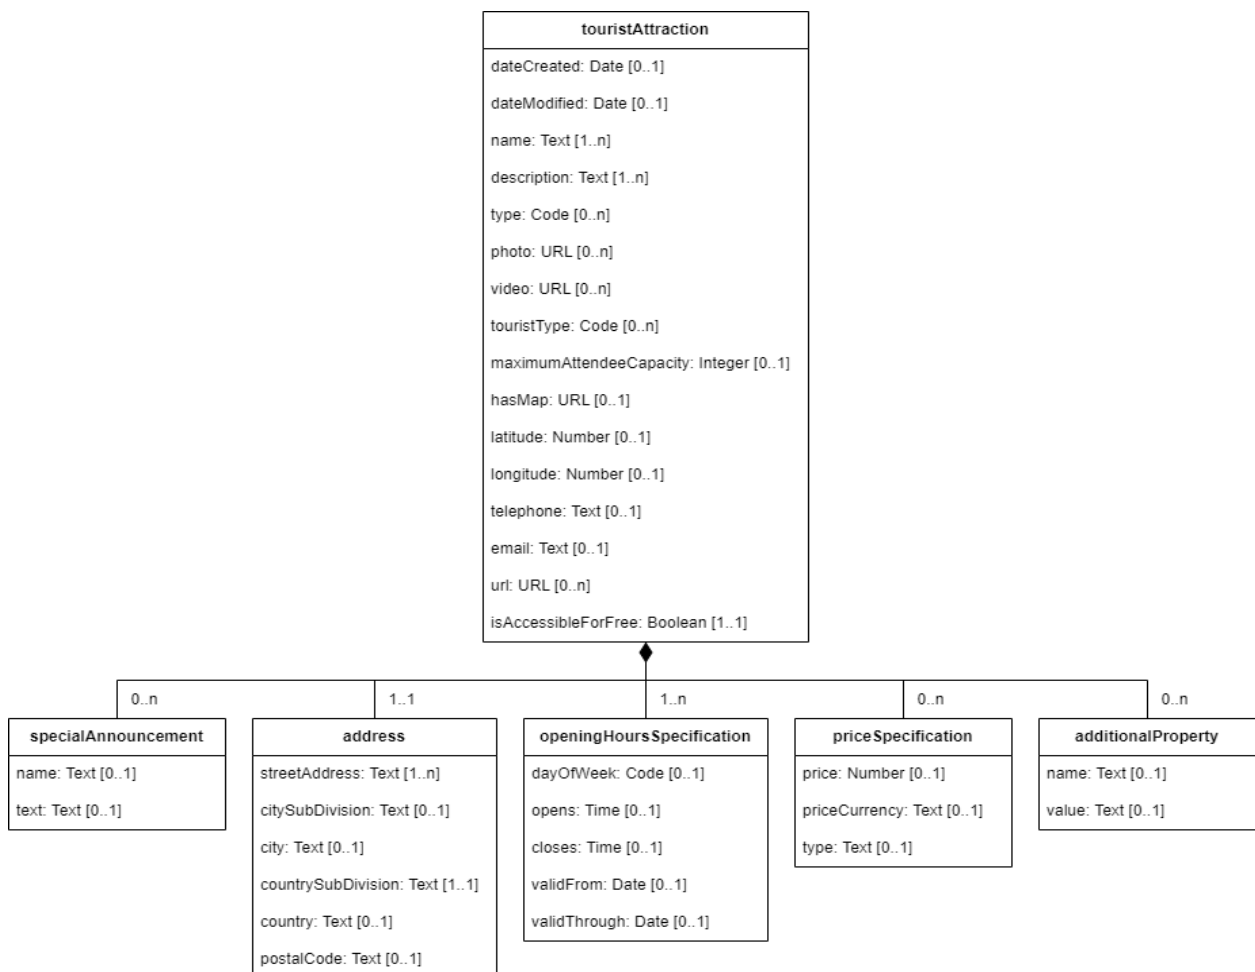 touristAttraction
dateCreated: Date [0..1]
dateModified: Date [0..1]
name: Text [1..n]
description: Text [1..n]
type: Code [0..n]
photo: URL [0..n]
video: URL [0..n]
touristType: Code [0..n]
maximumAttendeeCapacity: Integer [0..1]
hasMap: URL [0..1]
latitude: Number [0..1]
longitude: Number [0..1]
telephone: Text [0..1]
email: Text [0..1]
url: URL [0..n]
isAccessibleForFree: Boolean [1..1]
0..n
specialAnnouncement
name: Text [0..1]
text: Text [0..1]
1..1
address
streetAddress: Text [1..n]
citySubDivision: Text [0..1]
city: Text [0..1]
countrySubDivision: Text [1..1]
country: Text [0..1]
postalCode: Text [0..1]
1..n
openingHoursSpecification
dayOfWeek: Code [0..1]
opens: Time [0..1]
closes: Time [0..1]
validFrom: Date [0..1]
validThrough: Date [0..1]
0..n
priceSpecification
price: Number [0..1]
priceCurrency: Text [0..1]
type: Text [0..1]
0..n
additionalProperty
name: Text [0..1]
value: Text [0..1]